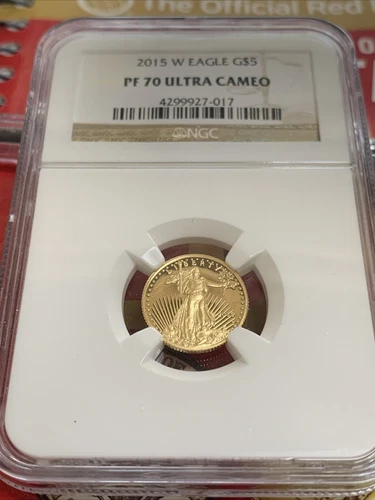 The Official Red
2015 W EAGLE G$5
PF 70 ULTRA CAMEO
4299927-017
NGC
LIBERTY